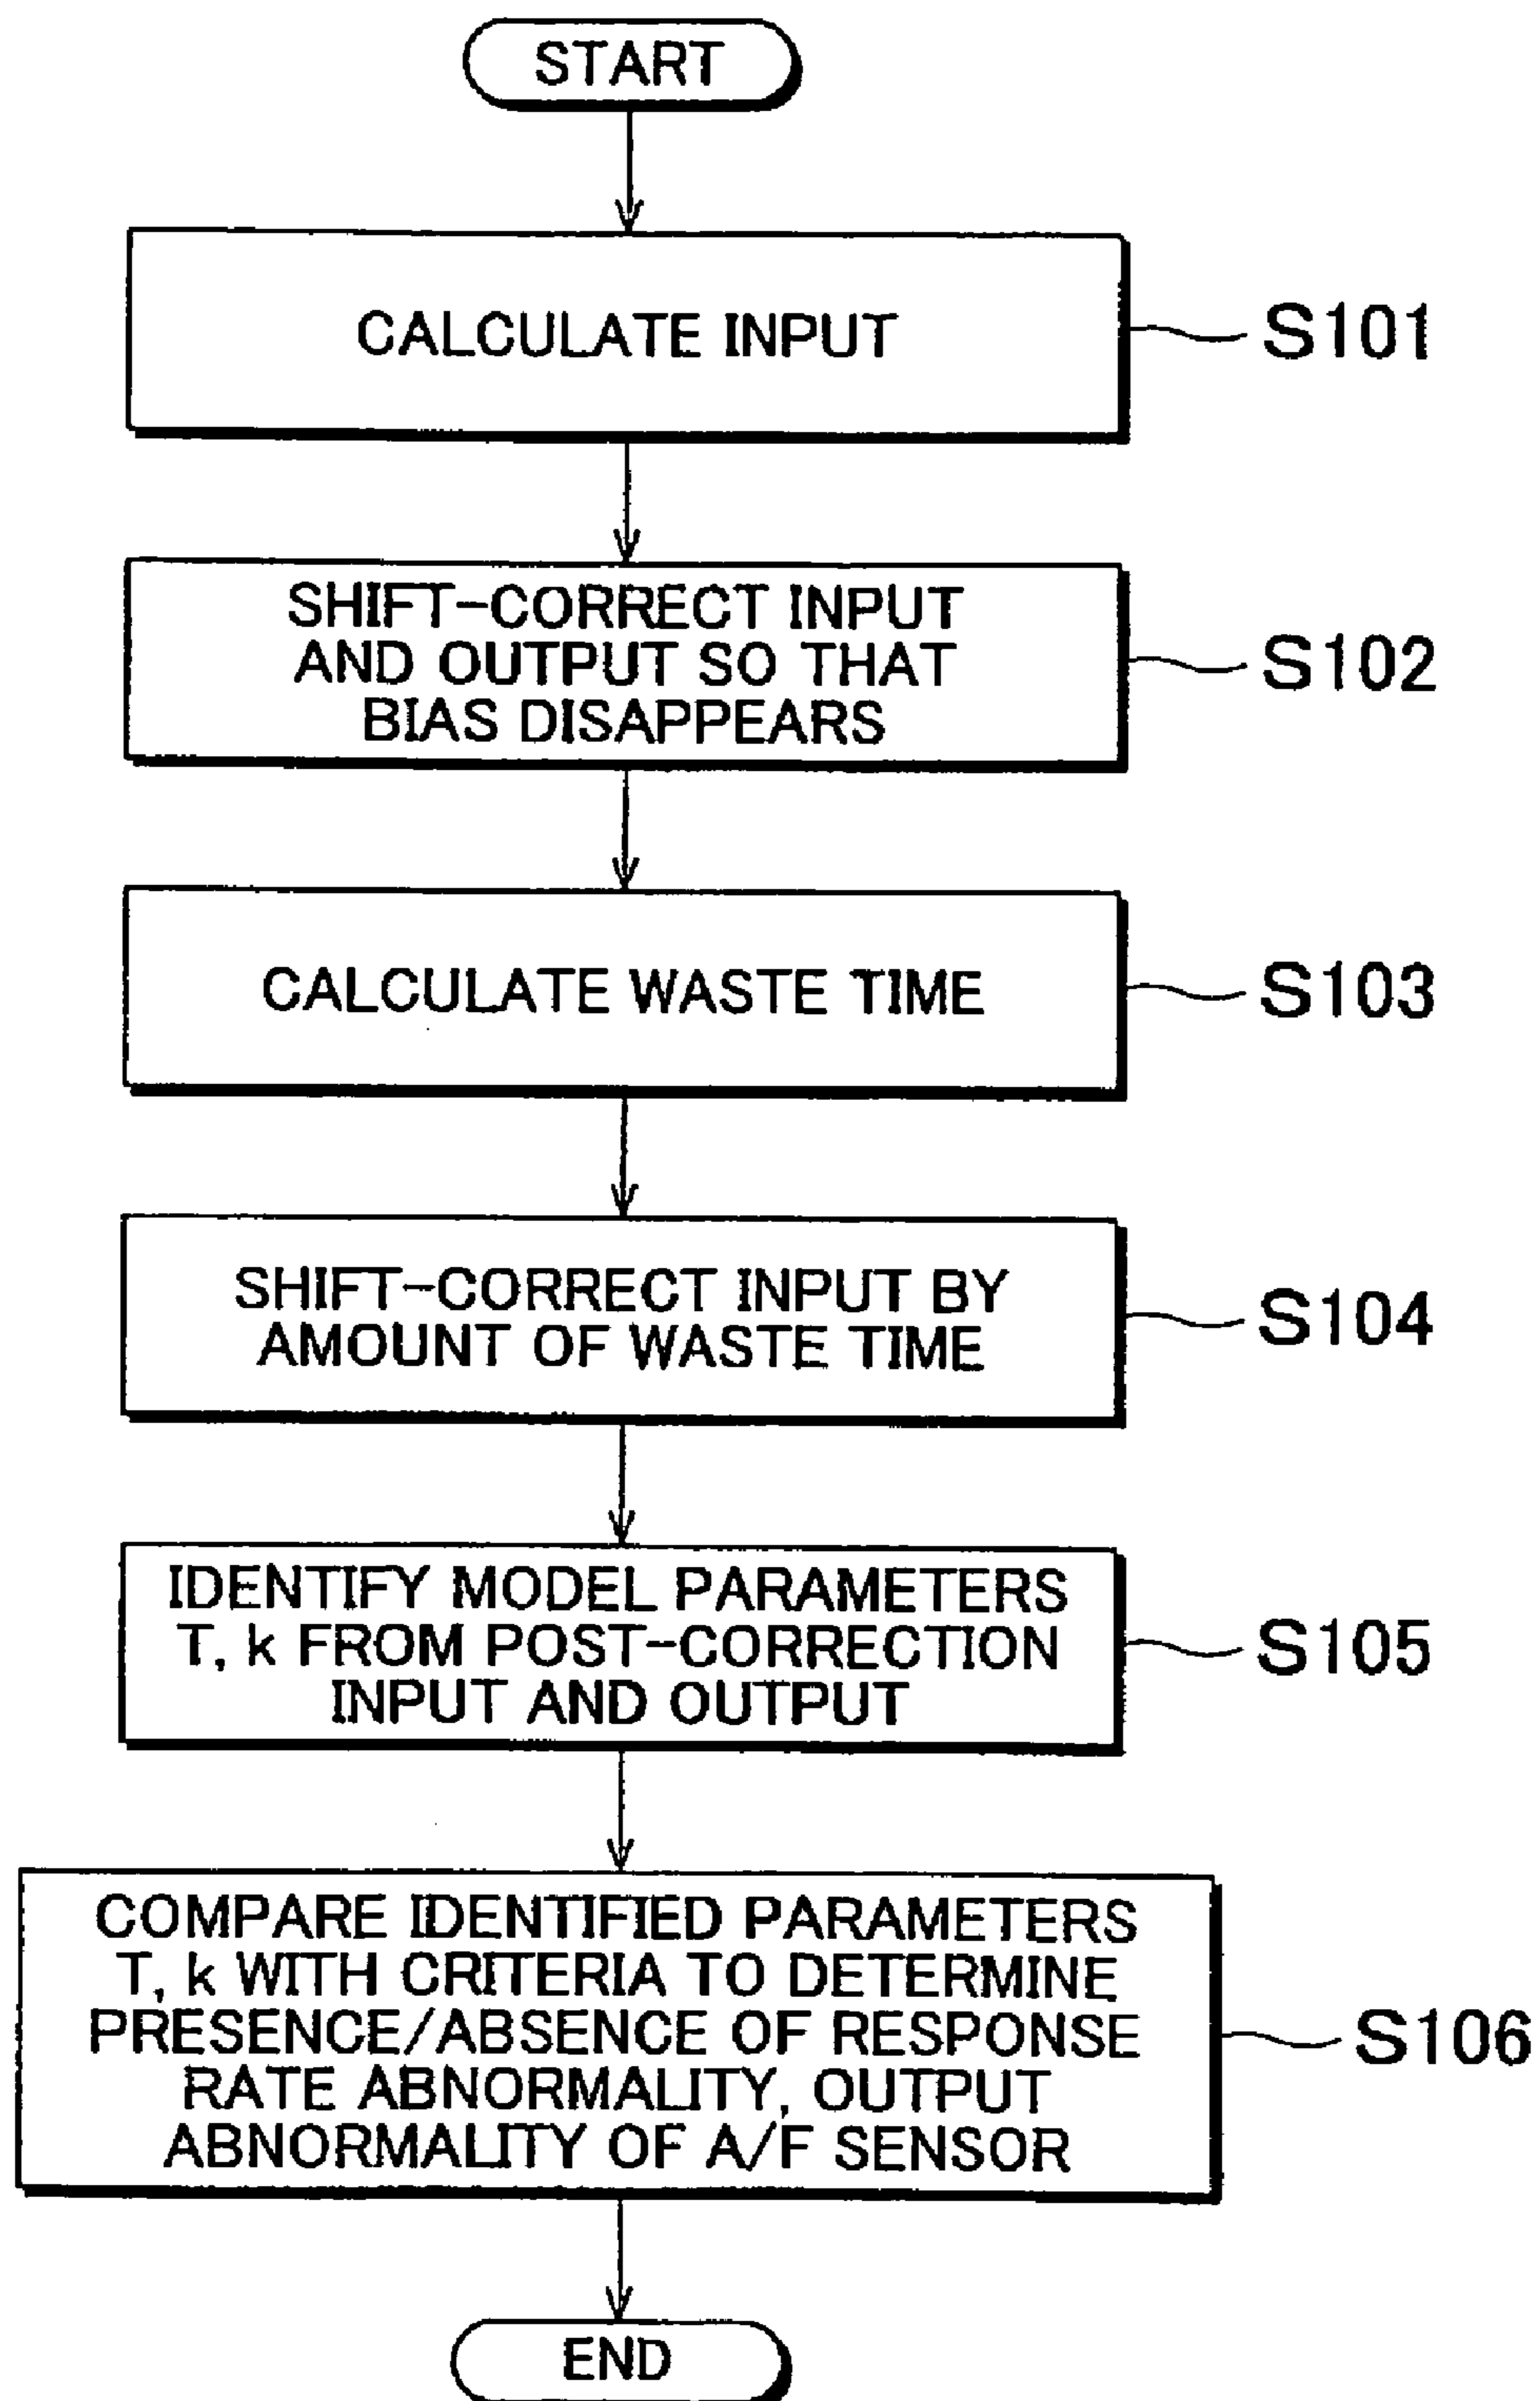 START
CALCULATE INPUT
S101
SHIFT-CORRECT INPUT
AND OUTPUT SO THAT
BIAS DISAPPEARS
S102
CALCULATE WASTE TIME
S103
SHIFT-CORRECT INPUT BY
AMOUNT OF WASTE TIME
S104
IDENTIFY MODEL PARAMETERS
T, k FROM POST-CORRECTION
INPUT AND OUTPUT
S105
COMPARE IDENTIFIED PARAMETERS
T, k WITH CRITERIA TO DETERMINE
PRESENCE/ABSENCE OF RESPONSE
RATE ABNORMALITY, OUTPUT
ABNORMALITY OF A/F SENSOR
S106
END